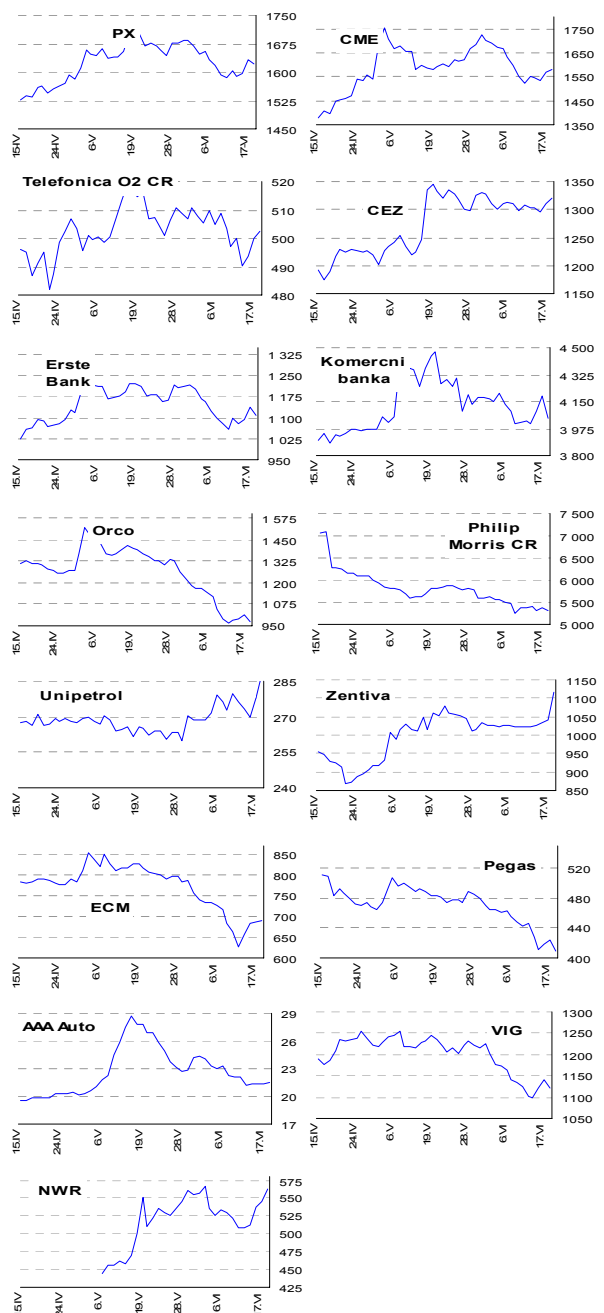 PX
1750
1675
1600
1525
1450
15.IV 24.IV 6.V 19.V 28.V 6.VI 17.VI
CME
1750
1650
1550
1450
1350
15.IV 24.IV 6.V 19.V 28.V 6.VI 17.VI
Telefonica O2 CR
520
510
500
490
480
15.IV 24.IV 6.V 19.V 28.V 6.VI 17.VI
CEZ
1350
1300
1250
1200
1150
15.IV 24.IV 6.V 19.V 28.V 6.VI 17.VI
Erste
Bank
1 325
1 250
1 175
1 100
1 025
950
15.IV 24.IV 6.V 19.V 28.V 6.VI 17.VI
Komercni
banka
4 500
4 325
4 150
3 975
3 800
15.IV 24.IV 6.V 19.V 28.V 6.VI 17.VI
Orco
1 575
1 450
1 325
1 200
1 075
950
15.IV 24.IV 6.V 19.V 28.V 6.VI 17.VI
Philip
Morris CR
7 500
7 000
6 500
6 000
5 500
5 000
15.IV 24.IV 6.V 19.V 28.V 6.VI 17.VI
Unipetrol
285
270
255
240
15.IV 24.IV 6.V 19.V 28.V 6.VI 17.VI
Zentiva
1150
1100
1050
1000
950
900
850
15.IV 24.IV 6.V 19.V 28.V 6.VI 17.VI
ECM
850
800
750
700
650
600
15.IV 24.IV 6.V 19.V 28.V 6.VI 17.VI
Pegas
520
480
440
400
15.IV 24.IV 6.V 19.V 28.V 6.VI 17.VI
AAA Auto
29
26
23
20
17
15.IV 24.IV 6.V 19.V 28.V 6.VI 17.VI
VIG
1300
1250
1200
1150
1100
1050
15.IV 24.IV 6.V 19.V 28.V 6.VI 17.VI
NWR
575
550
525
500
475
450
425
15.IV 24.IV 6.V 19.V 28.V 6.VI 17.VI